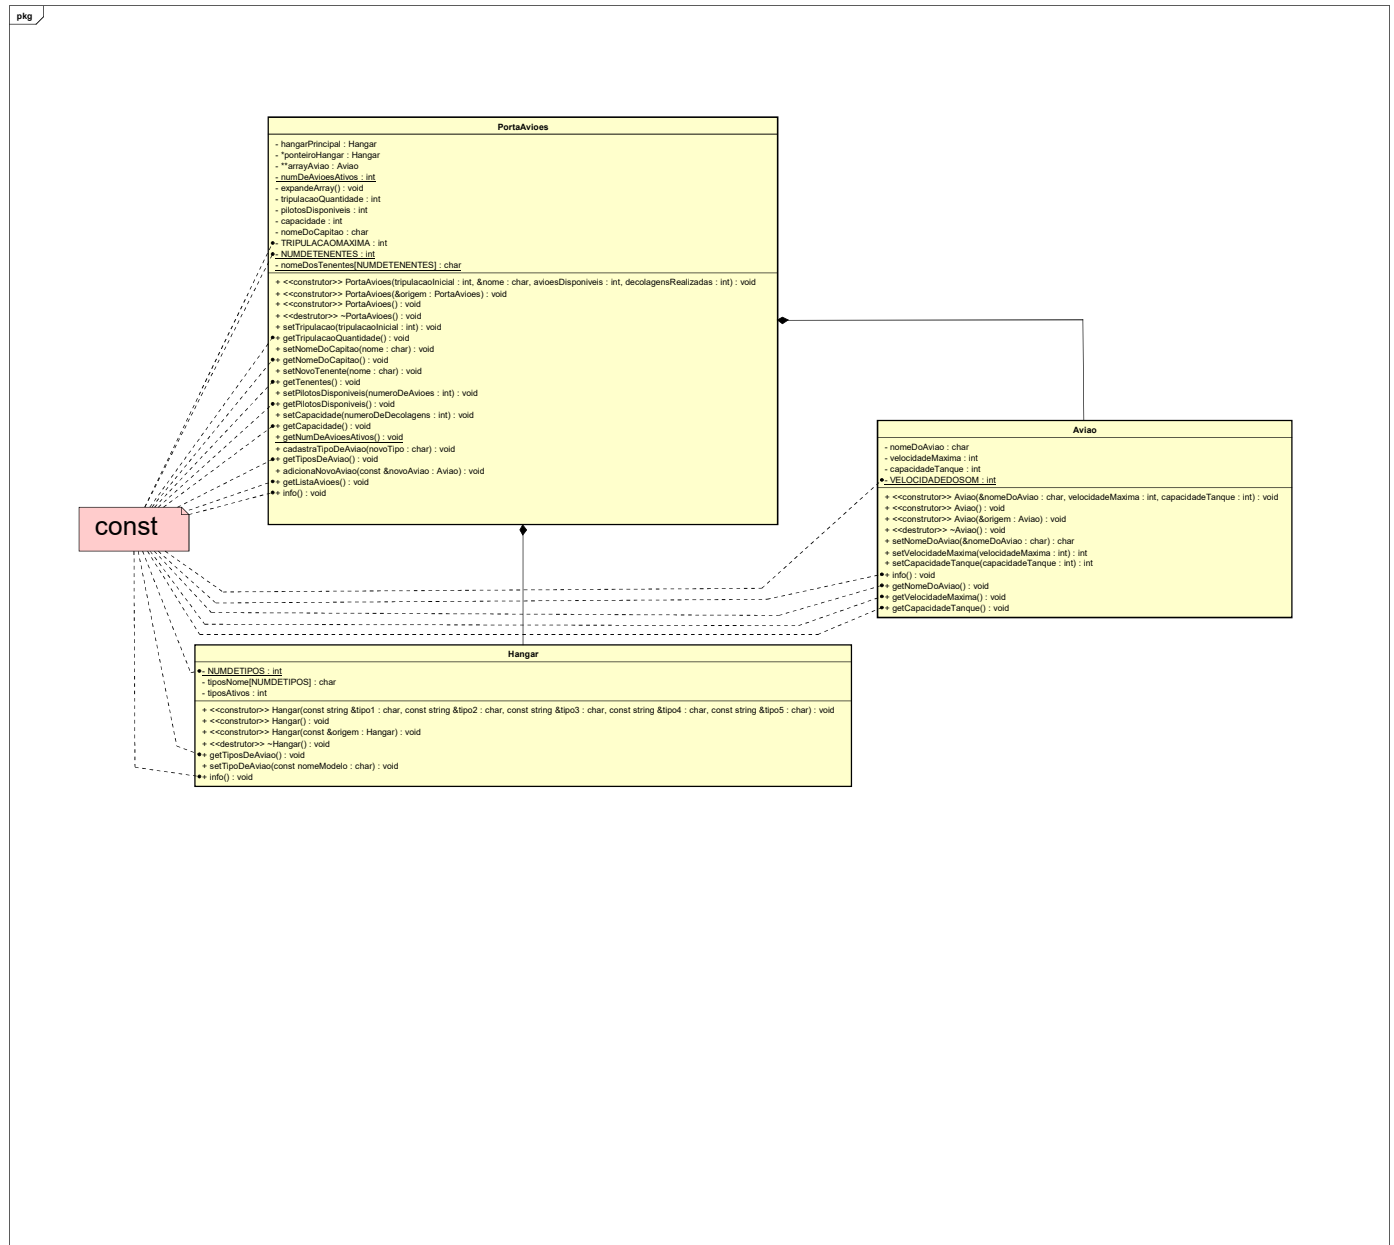 pkg
PortaAvioes
- hangarPrincipal : Hangar
- *ponteiroHangar : Hangar
- **arrayAviao : Aviao
- numDeAvioesAtivos : int
- expandeArray() : void
- tripulacaoQuantidade : int
- pilotosDisponiveis : int
- capacidade : int
- nomeDoCapitao : char
- TRIPULACAOMAXIMA : int
- NUMDETENENTES : int
- nomeDosTenentes[NUMDETENENTES] : char
+ <<construtor>> PortaAvioes(tripulacaoInicial : int, &nome : char, avioesDisponiveis : int, decolagensRealizadas : int) : void
+ <<construtor>> PortaAvioes(&origem : PortaAvioes) : void
+ <<construtor>> PortaAvioes() : void
+ <<destrutor>> ~PortaAvioes() : void
+ setTripulacao(tripulacaoInicial : int) : void
+ getTripulacaoQuantidade() : void
+ setNomeDoCapitao(nome : char) : void
+ getNomeDoCapitao() : void
+ setNovoTenente(nome : char) : void
+ getTenentes() : void
+ setPilotosDisponiveis(numeroDeAvioes : int) : void
+ getPilotosDisponiveis() : void
+ setCapacidade(numeroDeDecolagens : int) : void
+ getCapacidade() : void
+ getNumDeAvioesAtivos() : void
+ cadastraTipoDeAviao(novoTipo : char) : void
+ getTiposDeAviao() : void
+ adicionaNovoAviao(const &novoAviao : Aviao) : void
+ getListaAvioes() : void
+ info() : void
const
Aviao
- nomeDoAviao : char
- velocidadeMaxima : int
- capacidadeTanque : int
- VELOCIDADEDOSOM : int
+ <<construtor>> Aviao(&nomeDoAviao : char, velocidadeMaxima : int, capacidadeTanque : int) : void
+ <<construtor>> Aviao() : void
+ <<construtor>> Aviao(&origem : Aviao) : void
+ <<destrutor>> ~Aviao() : void
+ setNomeDoAviao(&nomeDoAviao : char) : char
+ setVelocidadeMaxima(velocidadeMaxima : int) : int
+ setCapacidadeTanque(capacidadeTanque : int) : int
+ info() : void
+ getNomeDoAviao() : void
+ getVelocidadeMaxima() : void
+ getCapacidadeTanque() : void
Hangar
- NUMDETIPOS : int
- tiposNome[NUMDETIPOS] : char
- tiposAtivos : int
+ <<construtor>> Hangar(const string &tipo1 : char, const string &tipo2 : char, const string &tipo3 : char, const string &tipo4 : char, const string &tipo5 : char) : void
+ <<construtor>> Hangar() : void
+ <<construtor>> Hangar(const &origem : Hangar) : void
+ <<destrutor>> ~Hangar() : void
+ getTiposDeAviao() : void
+ setTipoDeAviao(const nomeModelo : char) : void
+ info() : void